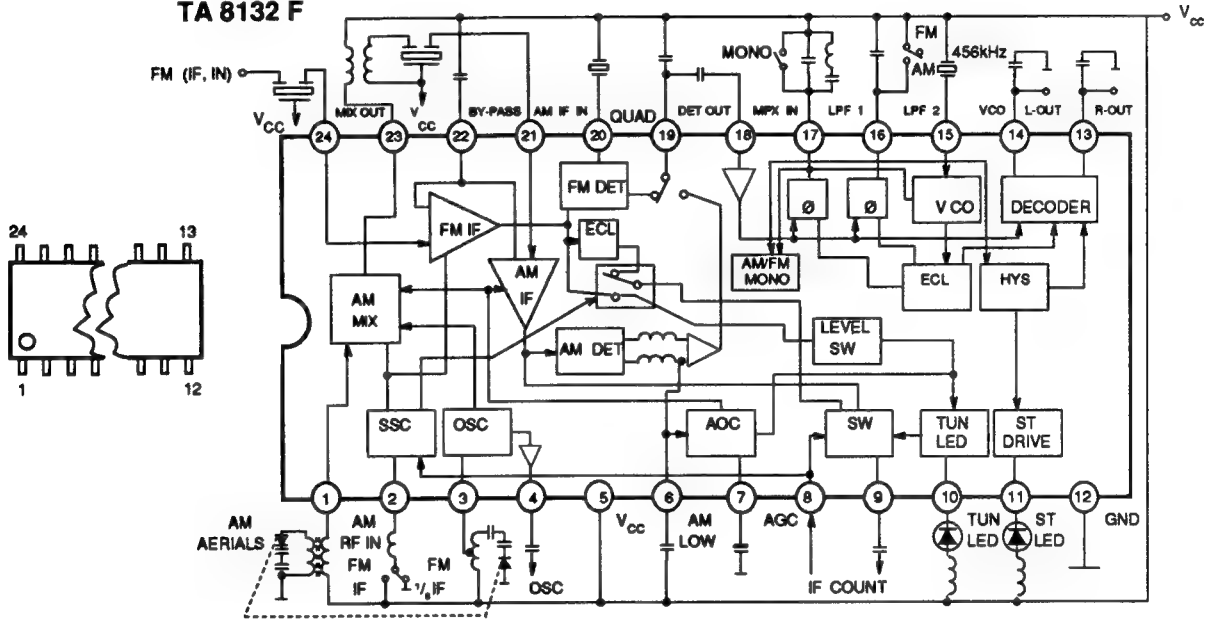 TA 8132 F
V CC
MONO
FM
AM
456kHz
FM (IF, IN)
V CC
MIX OUT
V CC
BY-PASS
AM IF IN
QUAD
DET OUT
MPX IN
LPF 1
LPF 2
VCO
L-OUT
R-OUT
24
23
22
21
20
19
18
17
16
15
14
13
FM DET
FM IF
ECL
Ø
Ø
VCO
DECODER
AM MIX
AM IF
AM/FM
MONO
ECL
HYS
24
13
1
12
AM DET
LEVEL
SW
SSC
OSC
AOC
SW
TUN
LED
ST
DRIVE
1
2
3
4
5
6
7
8
9
10
11
12
AM
AERIALS
AM
RF IN
FM
IF
1/8 IF
FM
OSC
V CC
AM
LOW
AGC
IF COUNT
TUN
LED
ST
LED
GND